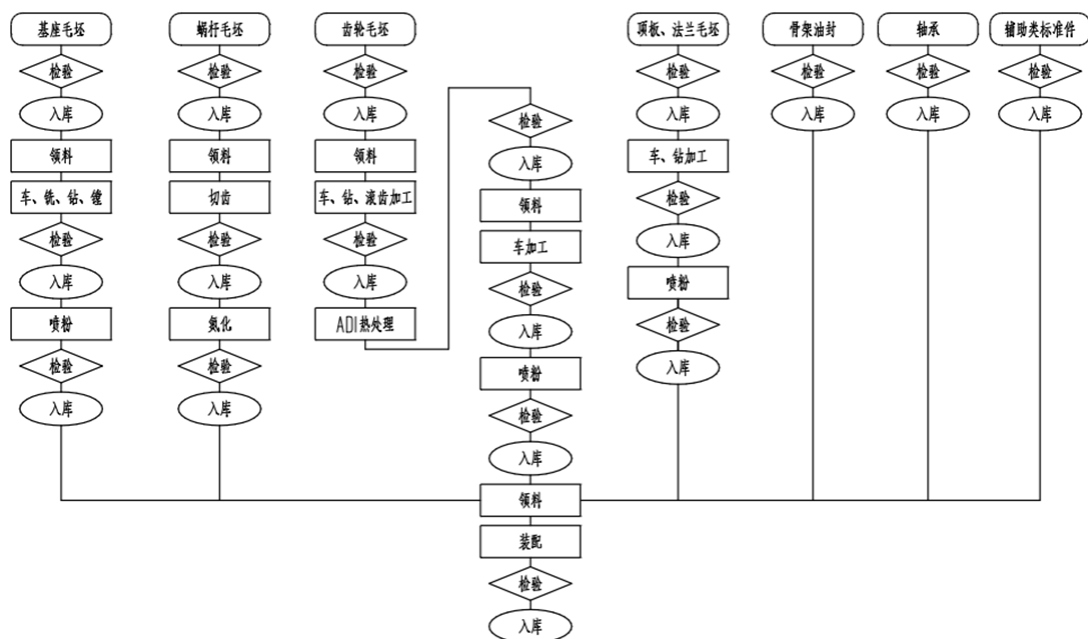 基座毛坯
检验
入库
领料
车、铣、钻、镗
检验
入库
喷粉
检验
入库
蜗杆毛坯
检验
入库
领料
切齿
检验
入库
氮化
检验
入库
齿轮毛坯
检验
入库
领料
车、钻、滚齿加工
检验
入库
ADI热处理
检验
入库
领料
车加工
检验
入库
喷粉
检验
入库
顶板、法兰毛坯
检验
入库
车、钻加工
检验
入库
喷粉
检验
入库
骨架油封
检验
入库
轴承
检验
入库
辅助类标准件
检验
入库
领料
装配
检验
入库